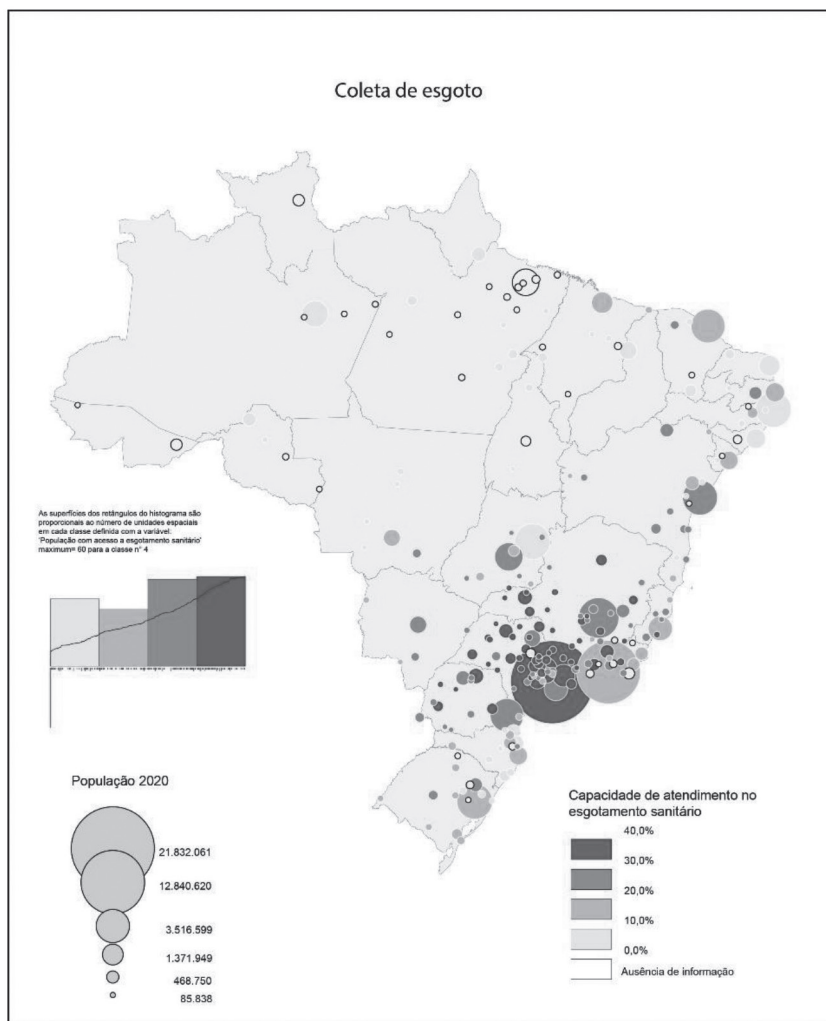 Coleta de esgoto
As superfícies dos retângulos do histograma são
proporcionais ao número de unidades espaciais
em cada classe definida com a variável:
'População com acesso a esgotamento sanitário'
maximum= 60 para a classe n° 4
População 2020
21.832.061
12.840.620
3.516.599
1.371.949
468.750
85.838
Capacidade de atendimento no
esgotamento sanitário
40,0%
30,0%
20,0%
10,0%
0,0%
Ausência de informação